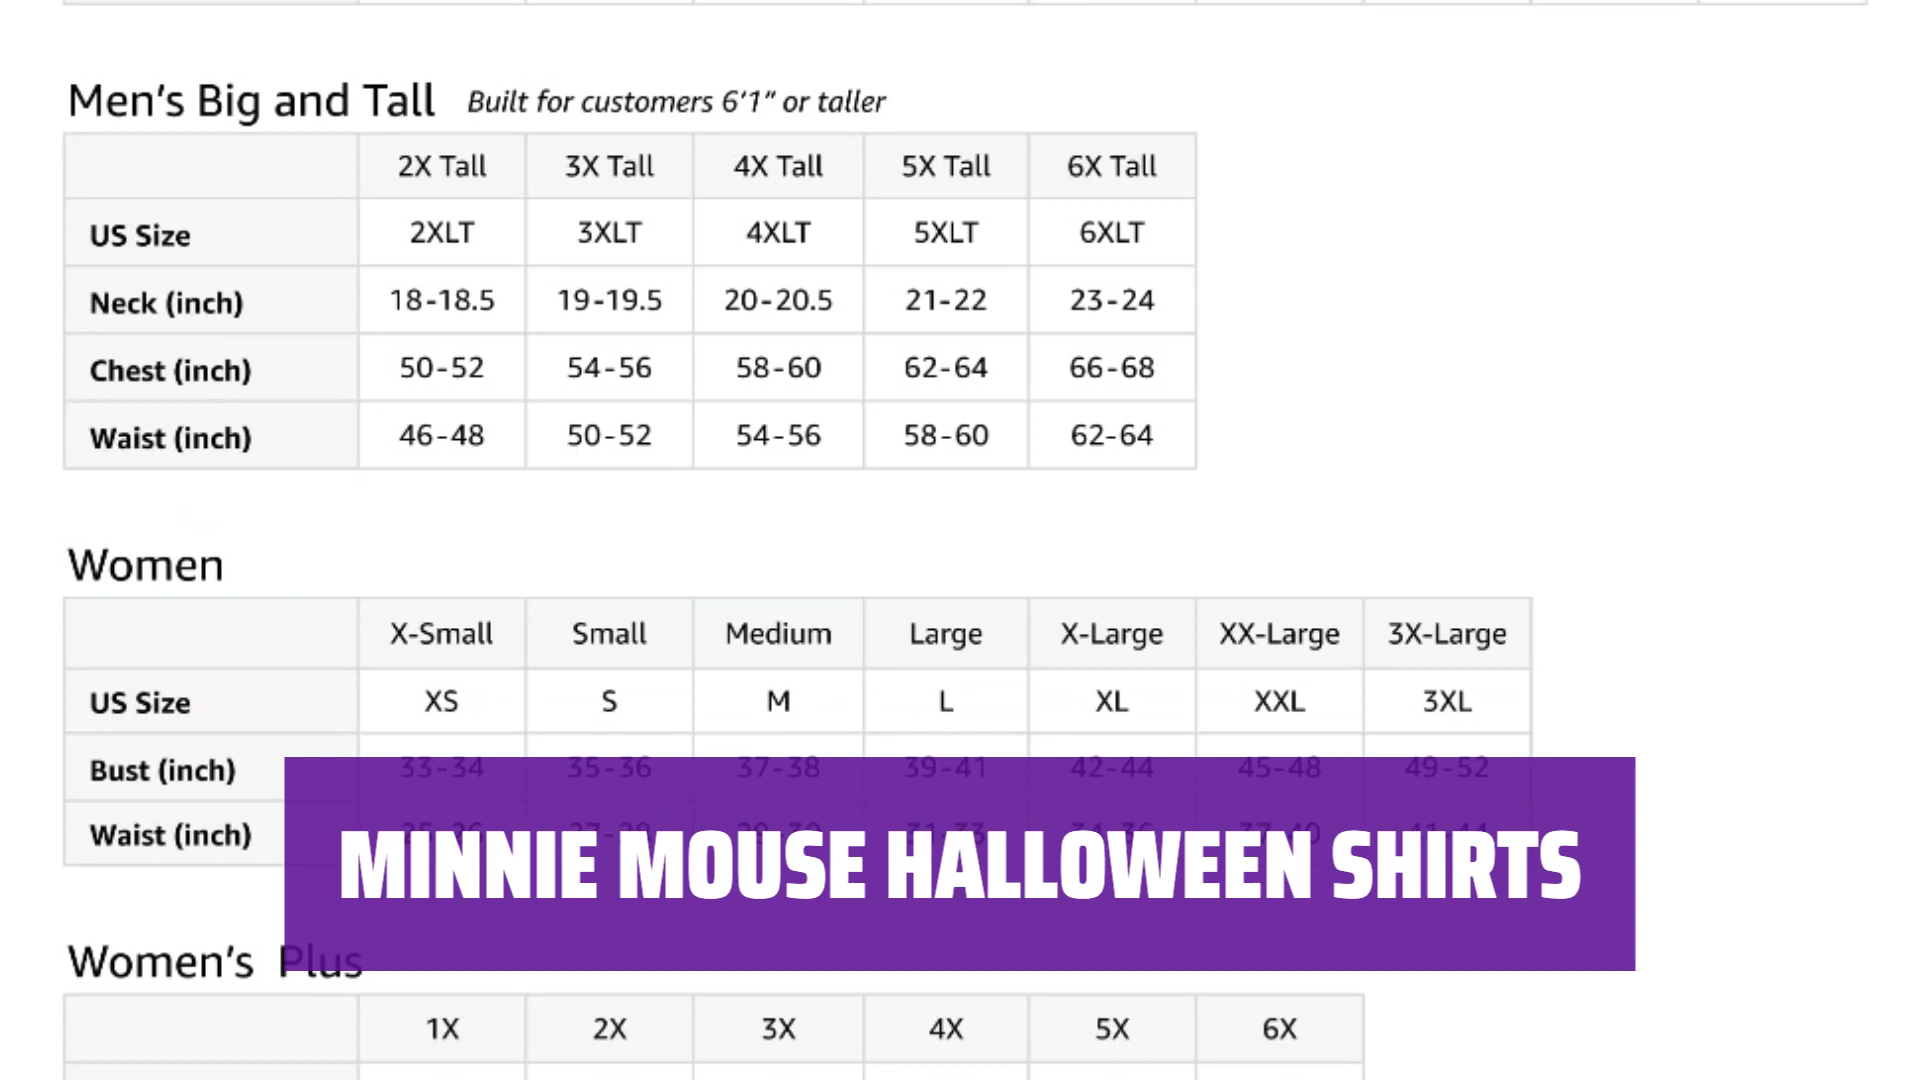 Men's Big and Tall Built for customers 6'1" or taller
2X Tall 3X Tall 4X Tall 5X Tall 6X Tall
US Size 2XLT 3XLT 4XLT 5XLT 6XLT
Neck (inch) 18-18.5 19-19.5 20-20.5 21-22 23-24
Chest (inch) 50-52 54-56 58-60 62-64 66-68
Waist (inch) 46-48 50-52 54-56 58-60 62-64
Women
X-Small Small Medium Large X-Large XX-Large 3X-Large
US Size XS S M L XL XXL 3XL
Bust (inch) 33-34 35-36 37-38 39-41 42-44 45-48 49-52
Waist (inch)
MINNIE MOUSE HALLOWEEN SHIRTS
Women's Plus
1X 2X 3X 4X 5X 6X